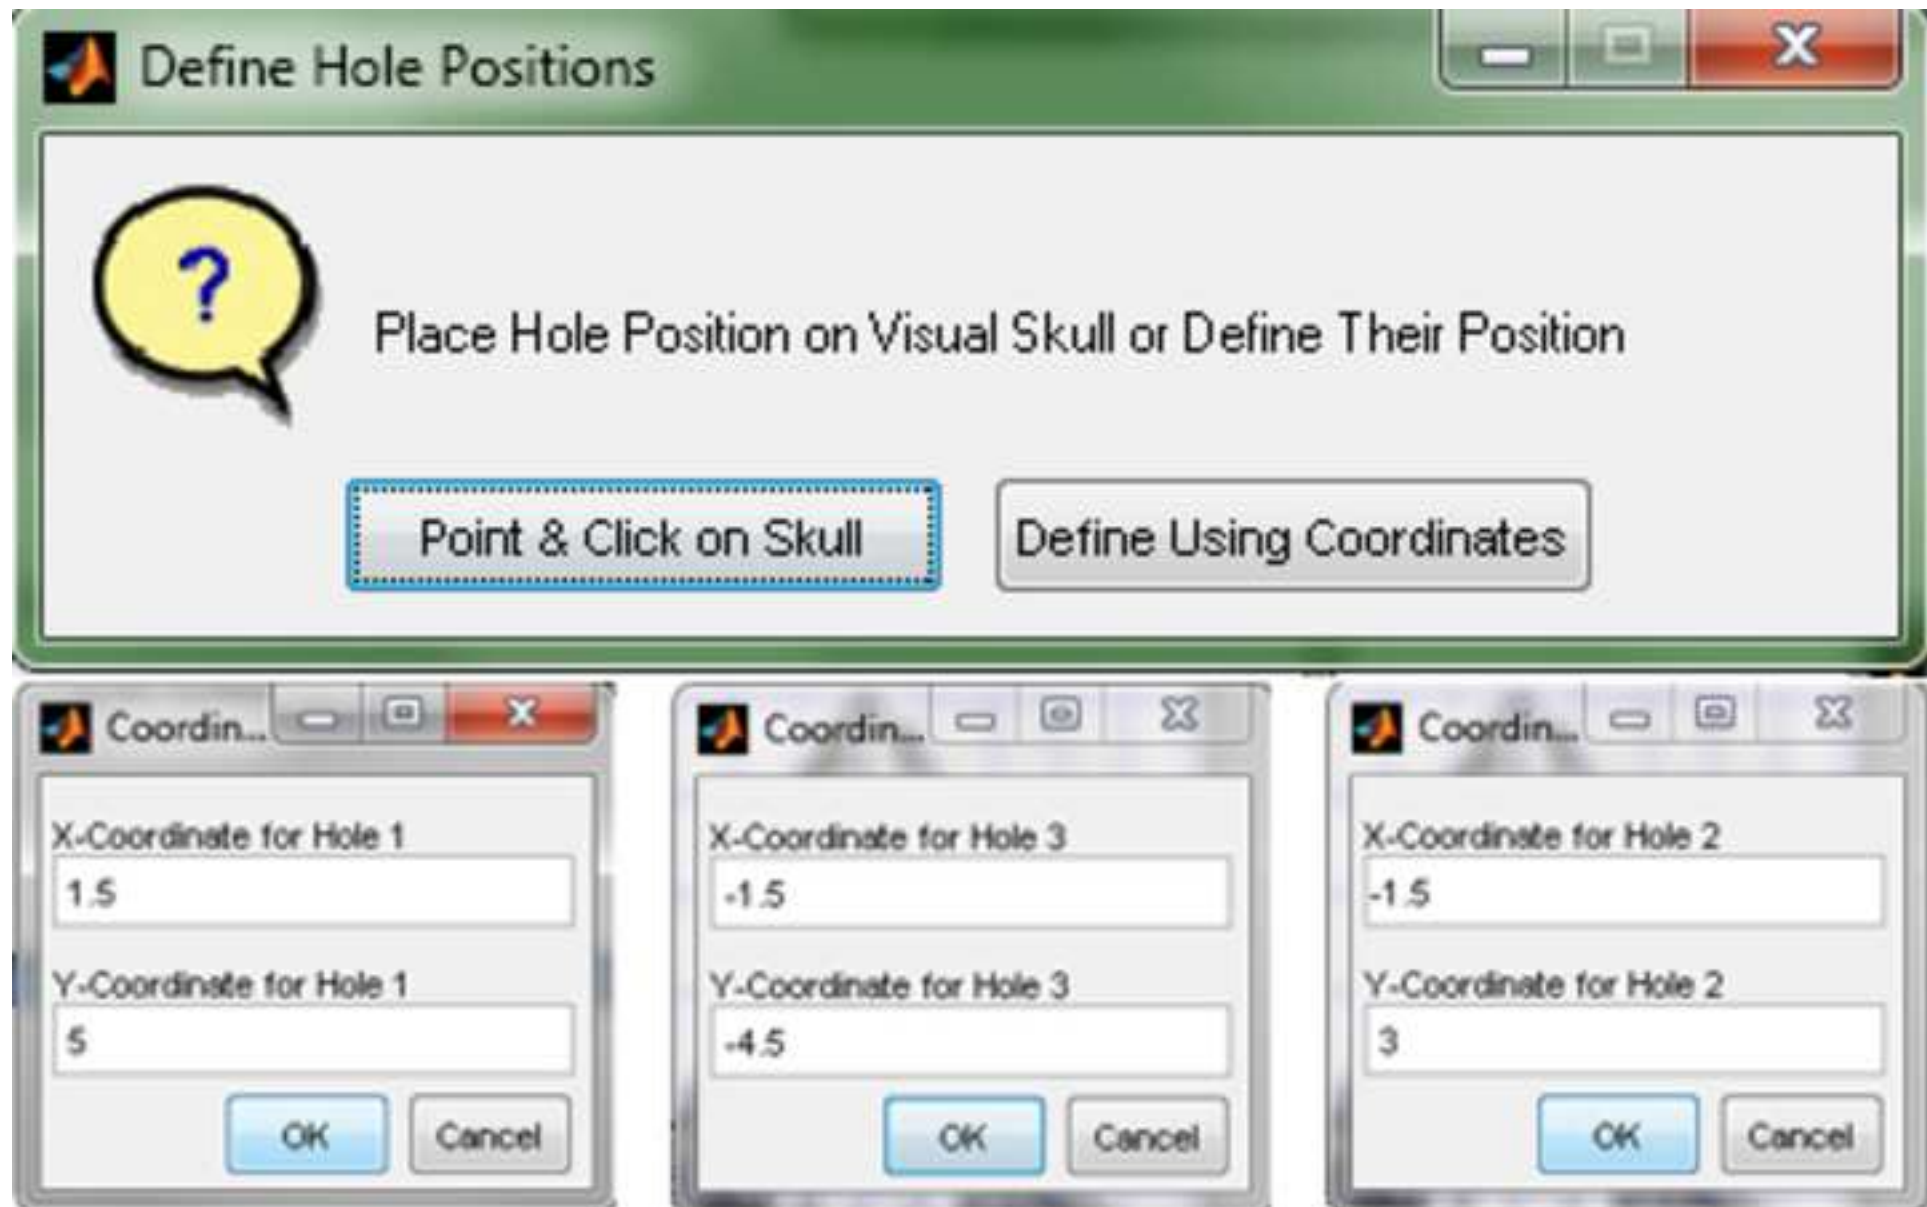 Define Hole Positions
?
Place Hole Position on Visual Skull or Define Their Position
Point & Click on Skull
Define Using Coordinates
Coordin...
X-Coordinate for Hole 1
1.5
Y-Coordinate for Hole 1
5
OK
Cancel
Coordin...
X-Coordinate for Hole 3
-1.5
Y-Coordinate for Hole 3
-4.5
OK
Cancel
Coordin...
X-Coordinate for Hole 2
-1.5
Y-Coordinate for Hole 2
3
OK
Cancel